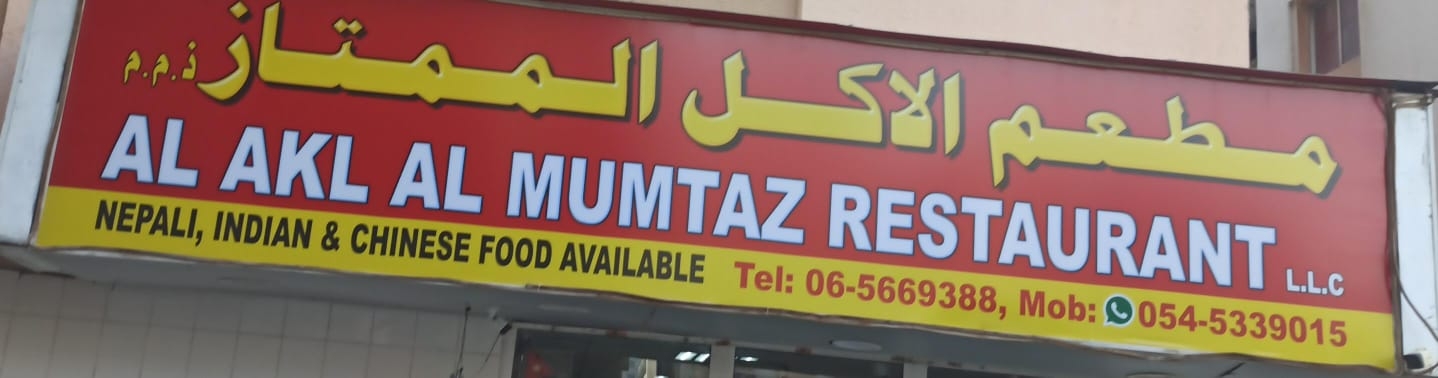 مطعم الاكل الممتاز ذ.م.م
AL AKL AL MUMTAZ RESTAURANT L.L.C
NEPALI, INDIAN & CHINESE FOOD AVAILABLE Tel: 06-5669388, Mob: 054-5339015